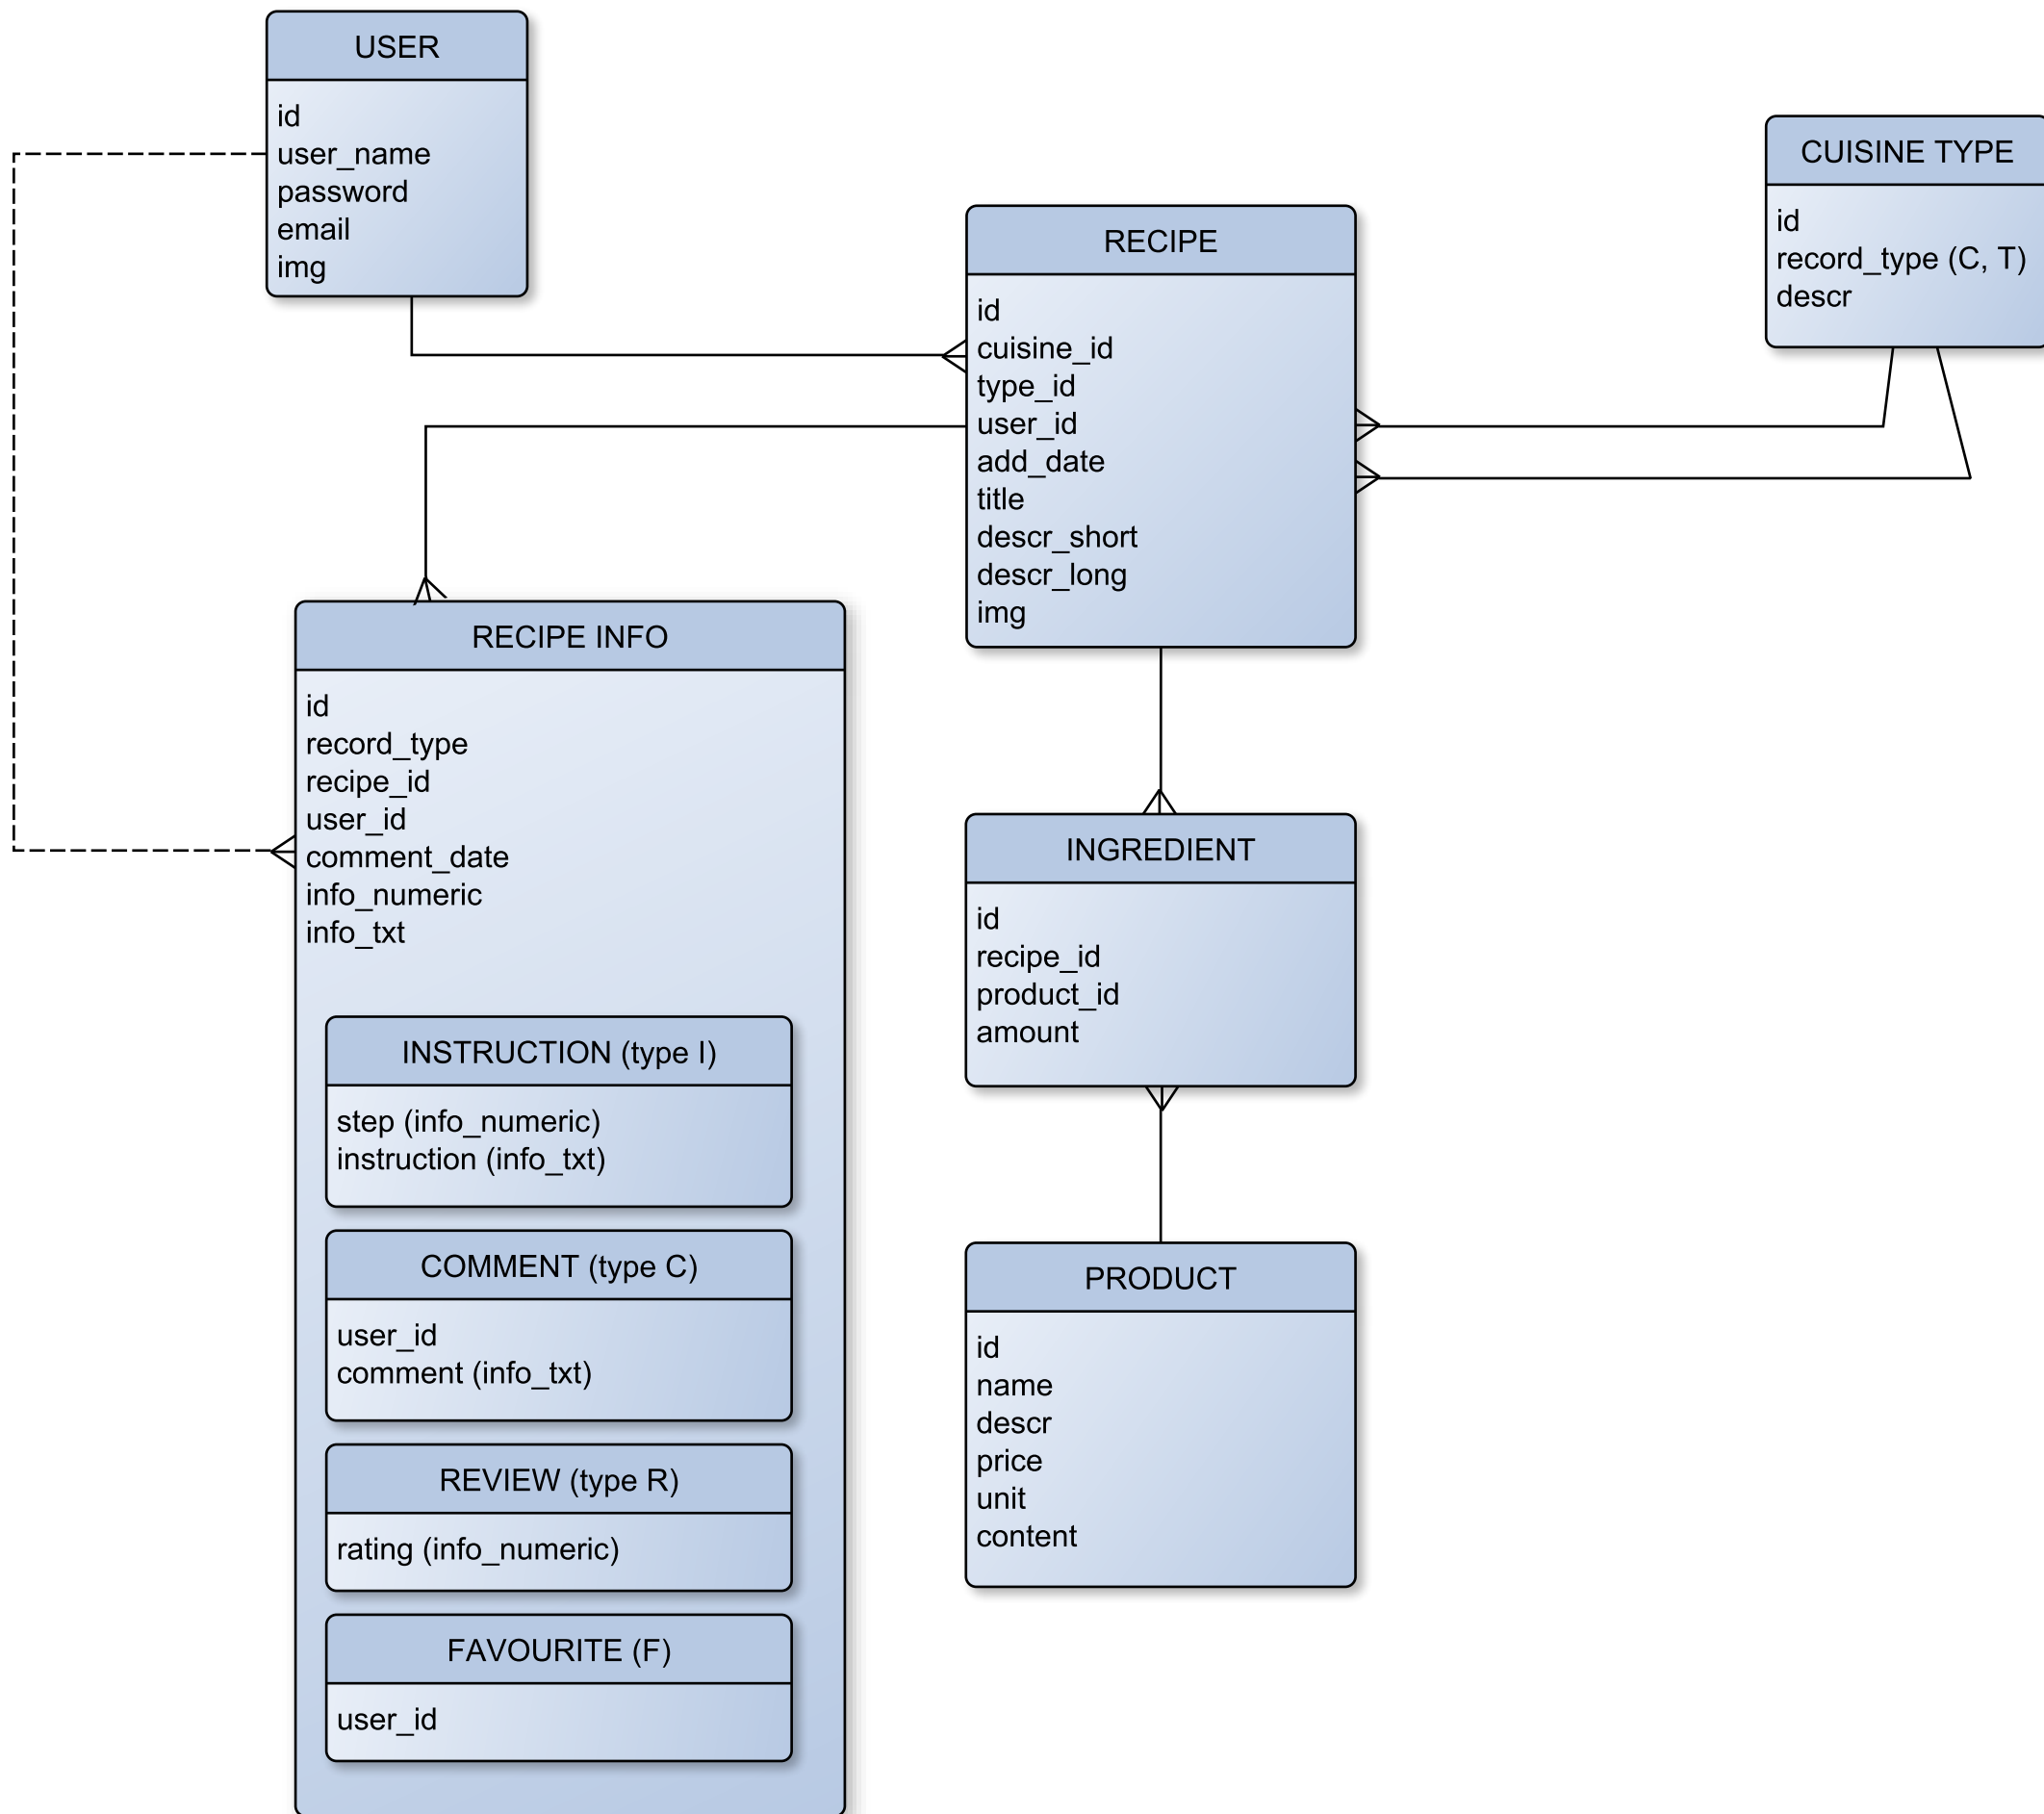 USER
id
user_name
password
email
img
CUISINE TYPE
id
record_type (C, T)
descr
RECIPE
id
cuisine_id
type_id
user_id
add_date
title
descr_short
descr_long
img
RECIPE INFO
id
record_type
recipe_id
user_id
comment_date
info_numeric
info_txt
INSTRUCTION (type I)
step (info_numeric)
instruction (info_txt)
COMMENT (type C)
user_id
comment (info_txt)
REVIEW (type R)
rating (info_numeric)
FAVOURITE (F)
user_id
INGREDIENT
id
recipe_id
product_id
amount
PRODUCT
id
name
descr
price
unit
content